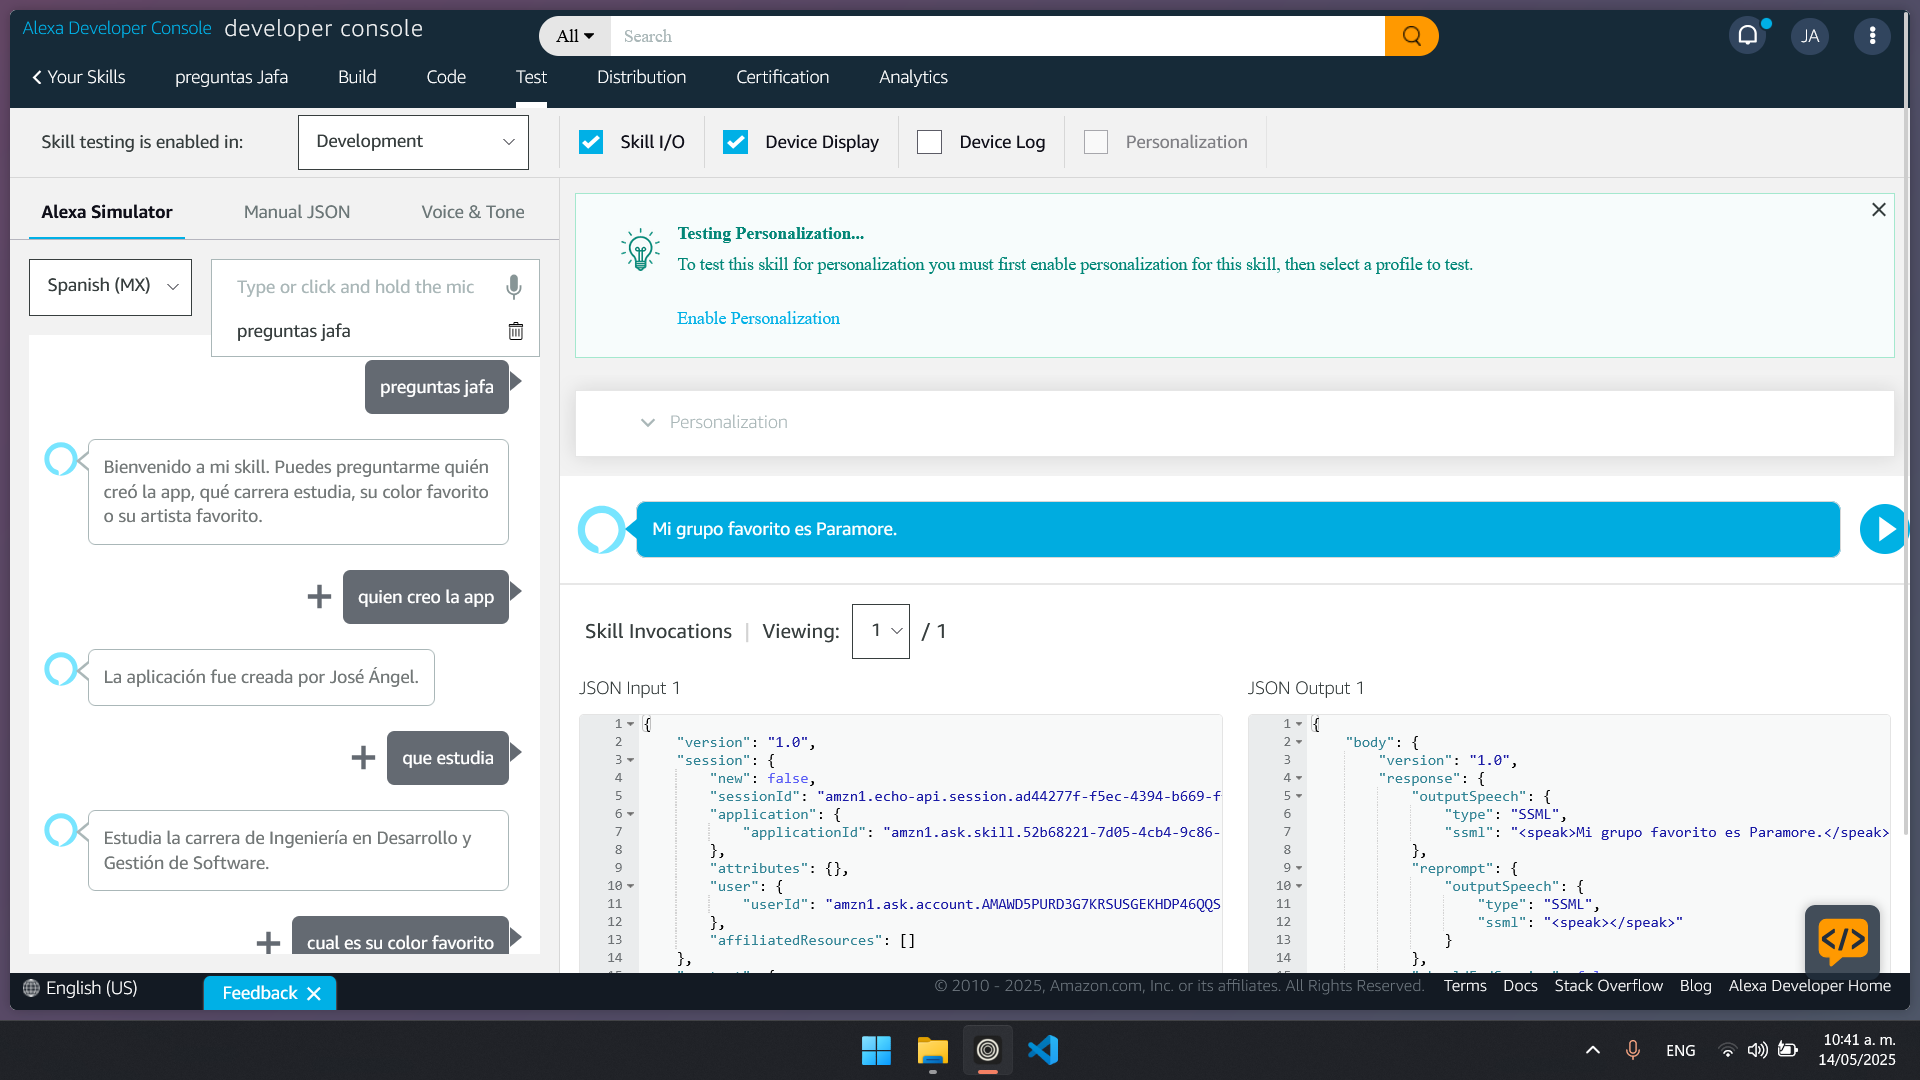 Alexa Developer Console developer console
All Search
JA
Your Skills preguntas Jafa Build Code Test Distribution Certification Analytics
Skill testing is enabled in: Development Skill I/O Device Display Device Log Personalization
Alexa Simulator Manual JSON Voice & Tone
Spanish (MX) Type or click and hold the mic
preguntas jafa
preguntas jafa
Bienvenido a mi skill. Puedes preguntarme quién
creó la app, qué carrera estudia, su color favorito
o su artista favorito.
quien creo la app
La aplicación fue creada por José Ángel.
que estudia
Estudia la carrera de Ingeniería en Desarrollo y
Gestión de Software.
cual es su color favorito
Testing Personalization...
To test this skill for personalization you must first enable personalization for this skill, then select a profile to test.
Enable Personalization
Personalization
Mi grupo favorito es Paramore.
Skill Invocations | Viewing: 1 / 1
JSON Input 1
1 {
2 "version": "1.0",
3 "session": {
4 "new": false,
5 "sessionId": "amzn1.echo-api.session.ad44277f-f5ec-4394-b669-f
6 "application": {
7 "applicationId": "amzn1.ask.skill.52b68221-7d05-4cb4-9c86-
8 },
9 "attributes": {},
10 "user": {
11 "userId": "amzn1.ask.account.AMAWD5PURD3G7KRSUSGEKHDP46QQS
12 },
13 "affiliatedResources": []
14 },
JSON Output 1
1 {
2 "body": {
3 "version": "1.0",
4 "response": {
5 "outputSpeech": {
6 "type": "SSML",
7 "ssml": "<speak>Mi grupo favorito es Paramore.</speak>
8 },
9 "reprompt": {
10 "outputSpeech": {
11 "type": "SSML",
12 "ssml": "<speak></speak>"
13 }
14 },
English (US) Feedback
© 2010 - 2025, Amazon.com, Inc. or its affiliates. All Rights Reserved. Terms Docs Stack Overflow Blog Alexa Developer Home
ENG
10:41 a. m.
14/05/2025